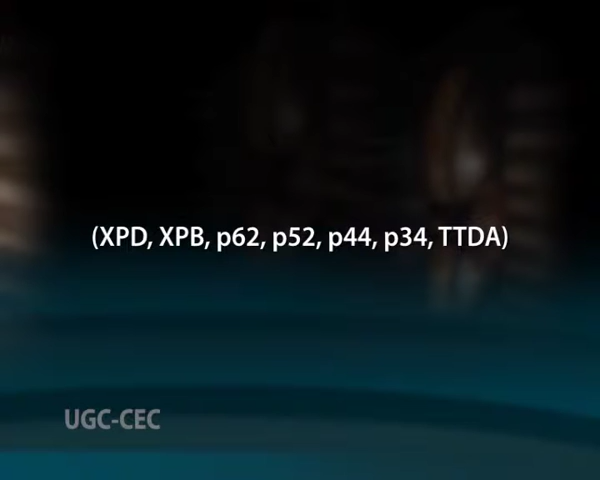 (XPD, XPB, p62, p52, p44, p34, TTDA)
UGC-CEC